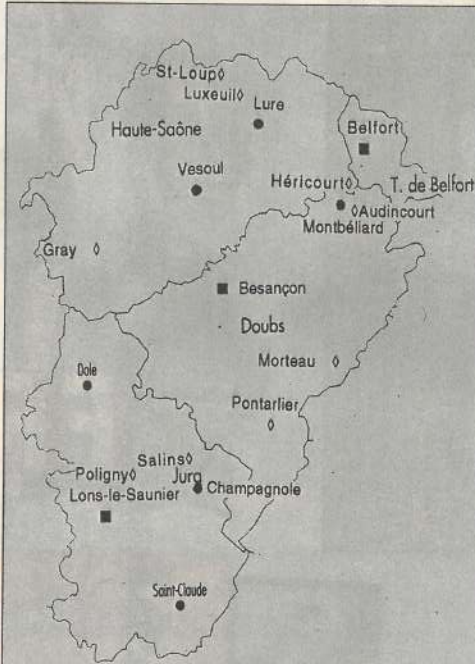 St-Loup
Luxeuil
Lure
Haute-Saône
Belfort
Vesoul
Héricourt
T. de Belfort
Audincourt
Montbéliard
Gray
Besançon
Doubs
Morteau
Dole
Pontarlier
Salins
Poligny
Jura
Champagnole
Lons-le-Saunier
Saint-Claude